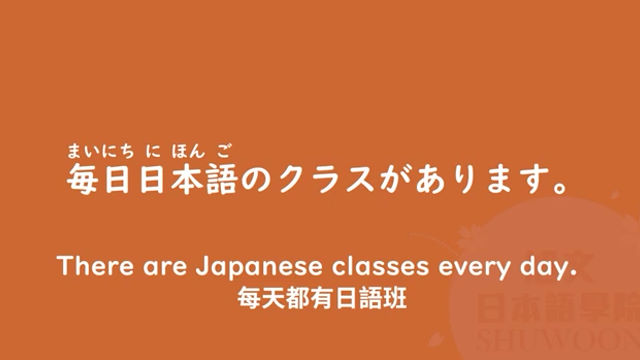 まいにち に ほん ご
毎日日本語のクラスがあります。
There are Japanese classes every day.
每天都有日語班
日本語學院
SHUWOON